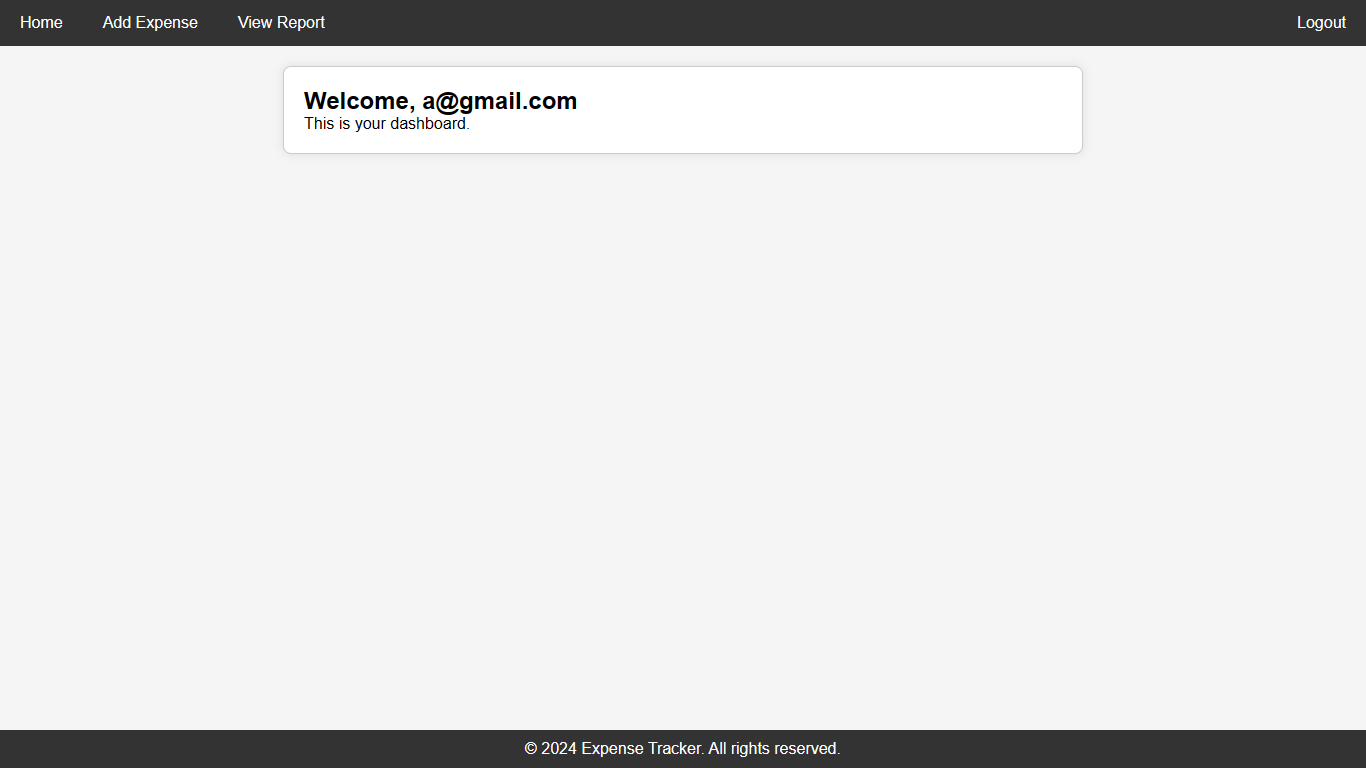 Home Add Expense View Report Logout
Welcome, a@gmail.com
This is your dashboard.
© 2024 Expense Tracker. All rights reserved.